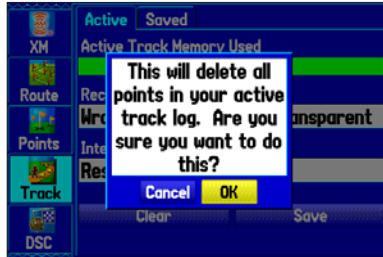 Active Saved
XM
Active Track Memory Used
This will delete all
points in your active
track log. Are you
sure you want to do
this?
Cancel OK
Route
Points
Track
Clear Save
DSC